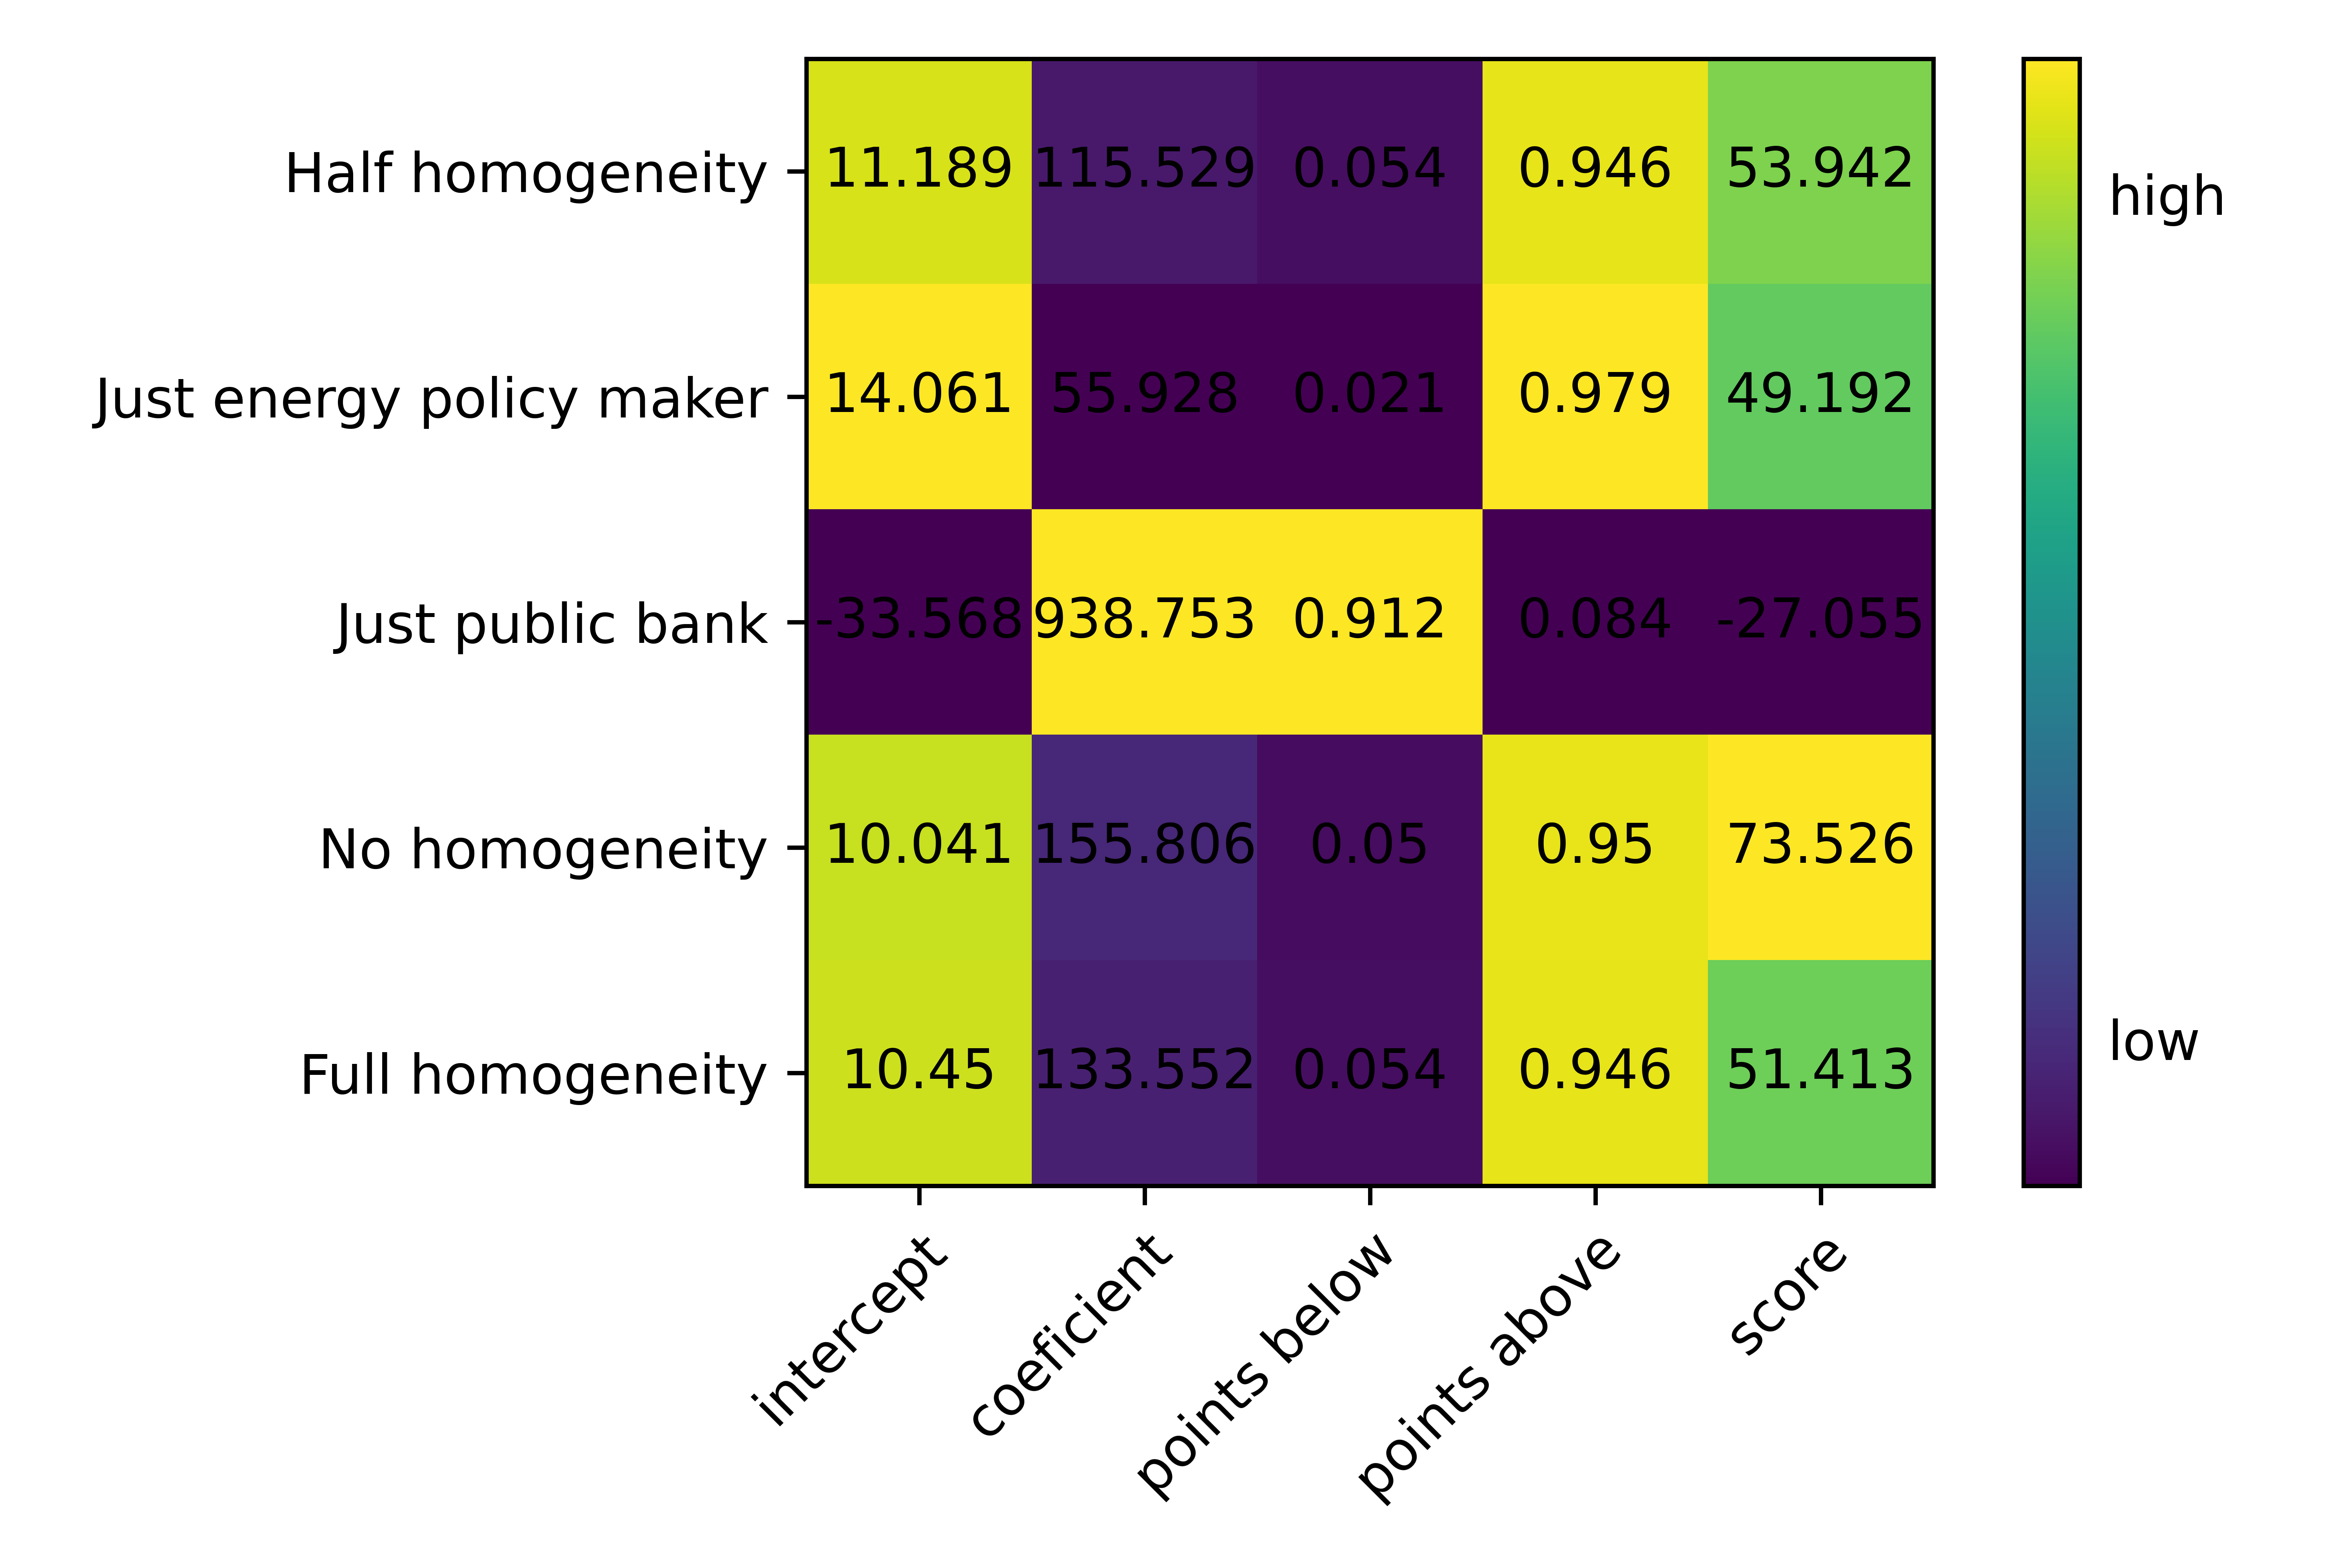 Half homogeneity 11.189 115.529 0.054 0.946 53.942
high
Just energy policy maker 14.061 55.928 0.021 0.979 49.192
Just public bank -33.568 938.753 0.912 0.084 -27.055
No homogeneity 10.041 155.806 0.05 0.95 73.526
low
Full homogeneity 10.45 133.552 0.054 0.946 51.413
intercept coeficient points below points above score